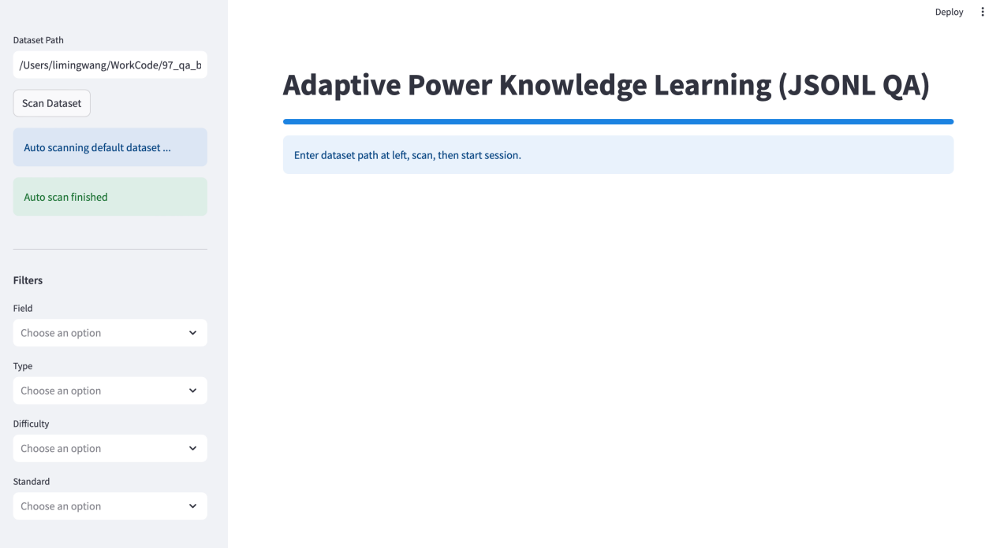 Deploy
Dataset Path
/Users/limingwang/WorkCode/97_qa_b
Scan Dataset
Auto scanning default dataset ...
Auto scan finished
Filters
Field
Choose an option
Type
Choose an option
Difficulty
Choose an option
Standard
Choose an option
Adaptive Power Knowledge Learning (JSONL QA)
Enter dataset path at left, scan, then start session.